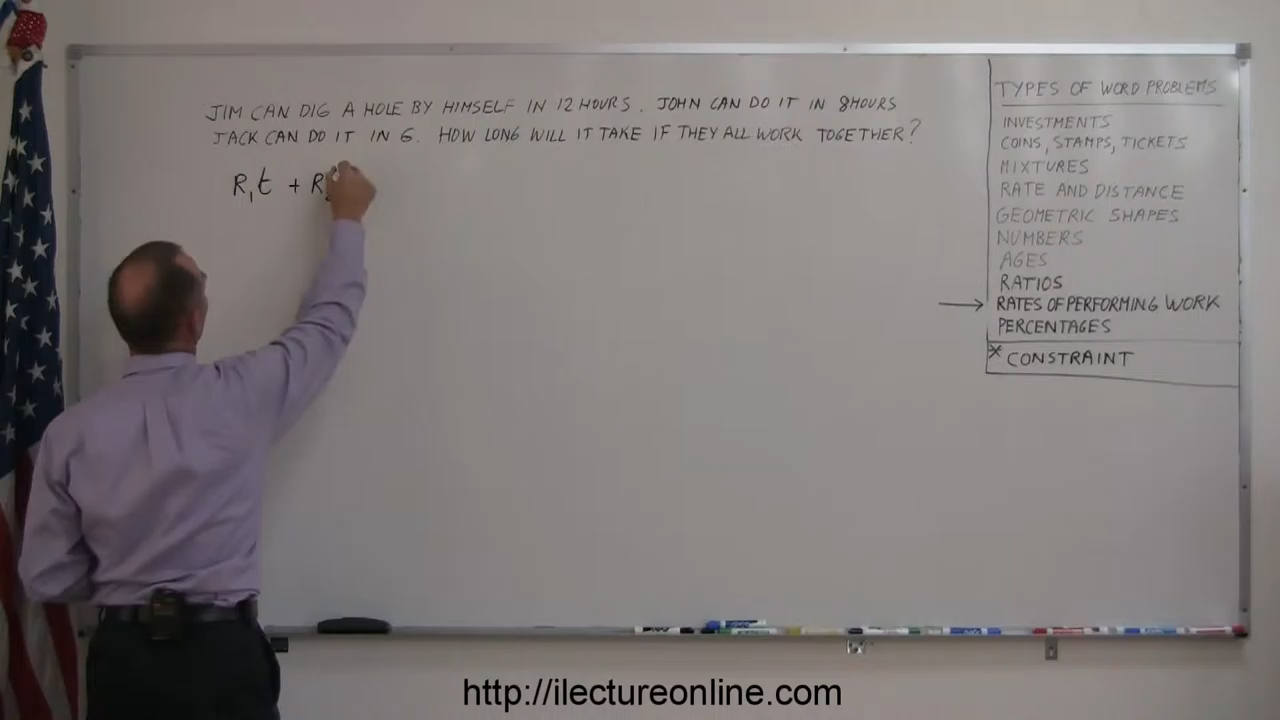 JIM CAN DIG A HOLE BY HIMSELF IN 12 HOURS. JOHN CAN DO IT IN 8 HOURS
JACK CAN DO IT IN 6. HOW LONG WILL IT TAKE IF THEY ALL WORK TOGETHER?
R₁t + R
TYPES OF WORD PROBLEMS
INVESTMENTS
COINS, STAMPS, TICKETS
MIXTURES
RATE AND DISTANCE
GEOMETRIC SHAPES
NUMBERS
AGES
RATIOS
→ RATES OF PERFORMING WORK
PERCENTAGES
* CONSTRAINT
http://ilectureonline.com